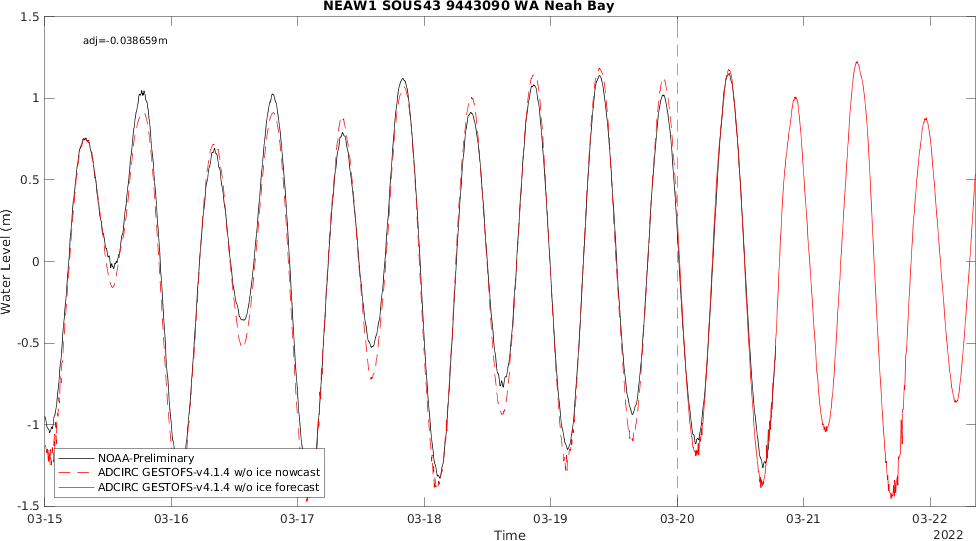 NEAW1 SOUS43 9443090 WA Neah Bay
adj=-0.038659m
1.5
1
0.5
0
-0.5
-1
-1.5
Water Level (m)
NOAA-Preliminary
ADCIRC GESTOFS-v4.1.4 w/o ice nowcast
ADCIRC GESTOFS-v4.1.4 w/o ice forecast
03-15 03-16 03-17 03-18 03-19 03-20 03-21 03-22
Time
2022